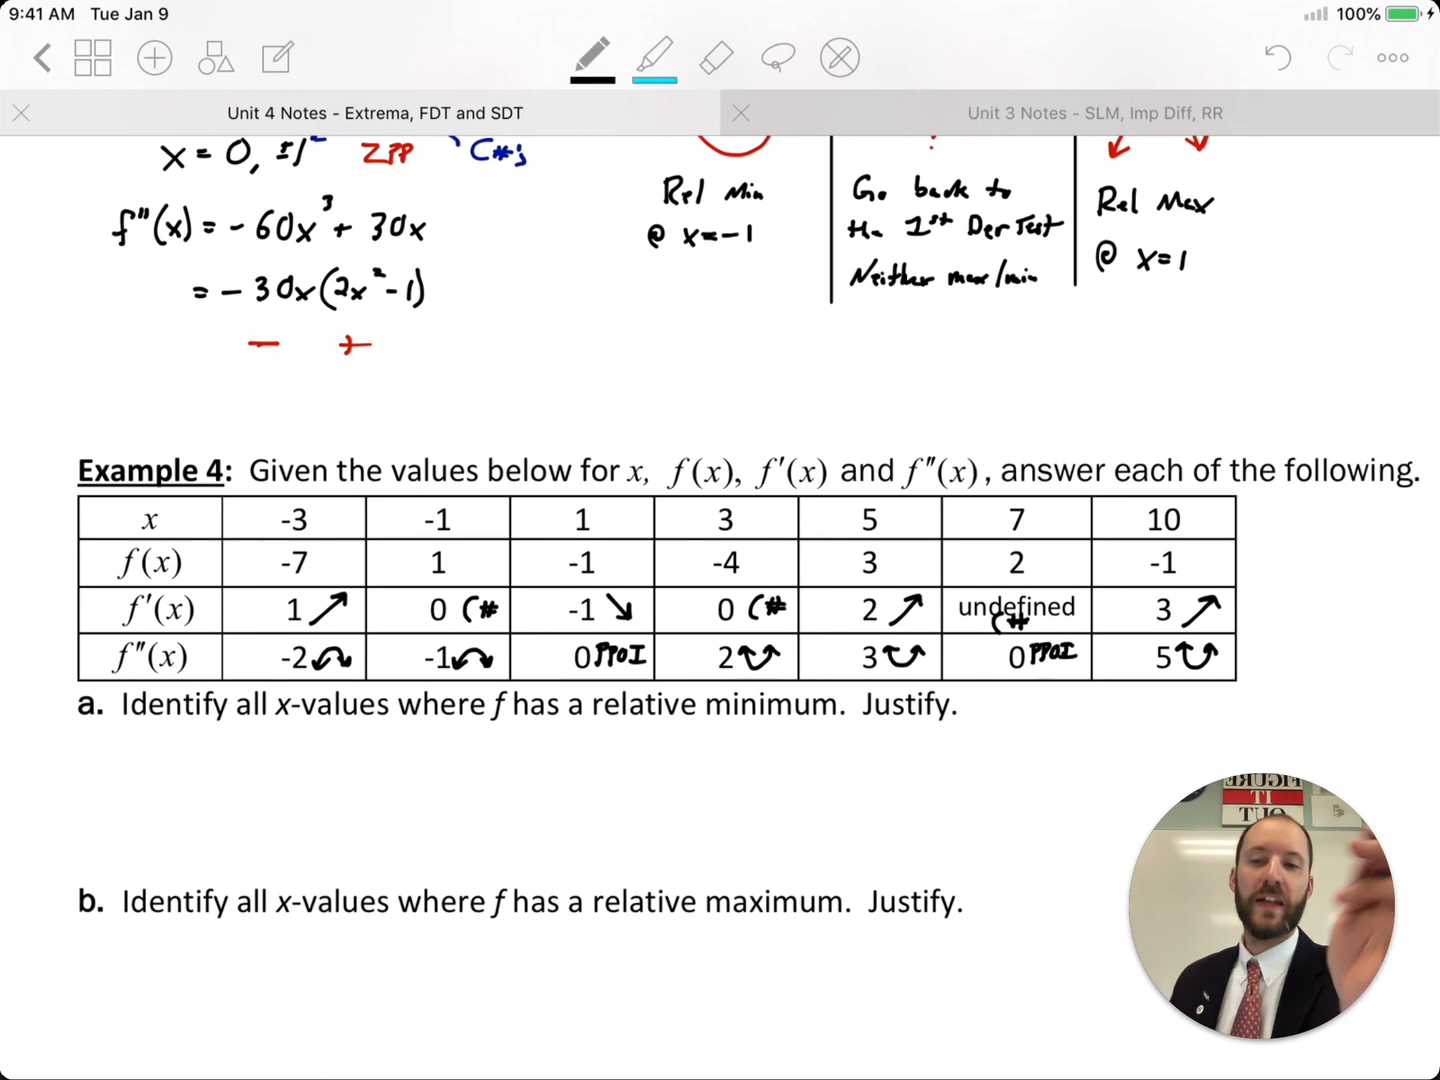 9:41 AM Tue Jan 9
100%
Unit 4 Notes - Extrema, FDT and SDT
Unit 3 Notes - SLM, Imp Diff, RR
x = 0, ±1 ZPP C#'s
f''(x) = - 60x³ + 30x
= - 30x(2x² - 1)
- +
Rel Min
@ x=-1
?
Go back to
the 1st Der Test
Neither max/min
Rel Max
@ x=1
Example 4: Given the values below for x, f(x), f'(x) and f''(x), answer each of the following.
x -3 -1 1 3 5 7 10
f(x) -7 1 -1 -4 3 2 -1
f'(x) 1 ↗ 0 C# -1 ↘ 0 C# 2 ↗ undefined C# 3 ↗
f''(x) -2 -1 0 PPOI 2 3 0 PPOI 5
a. Identify all x-values where f has a relative minimum. Justify.
b. Identify all x-values where f has a relative maximum. Justify.
FIGURE
IT
OUT